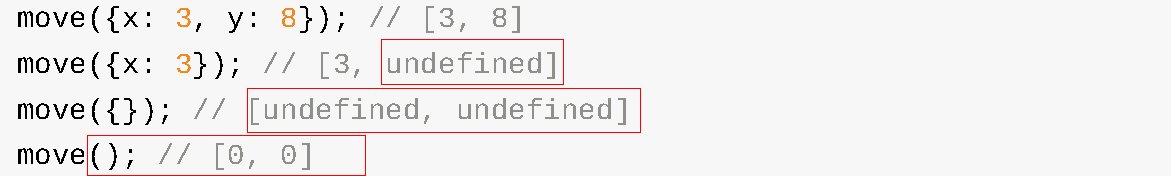 move({x: 3, y: 8}); // [3, 8]
move({x: 3}); // [3, undefined]
move({}); // [undefined, undefined]
move(); // [0, 0]